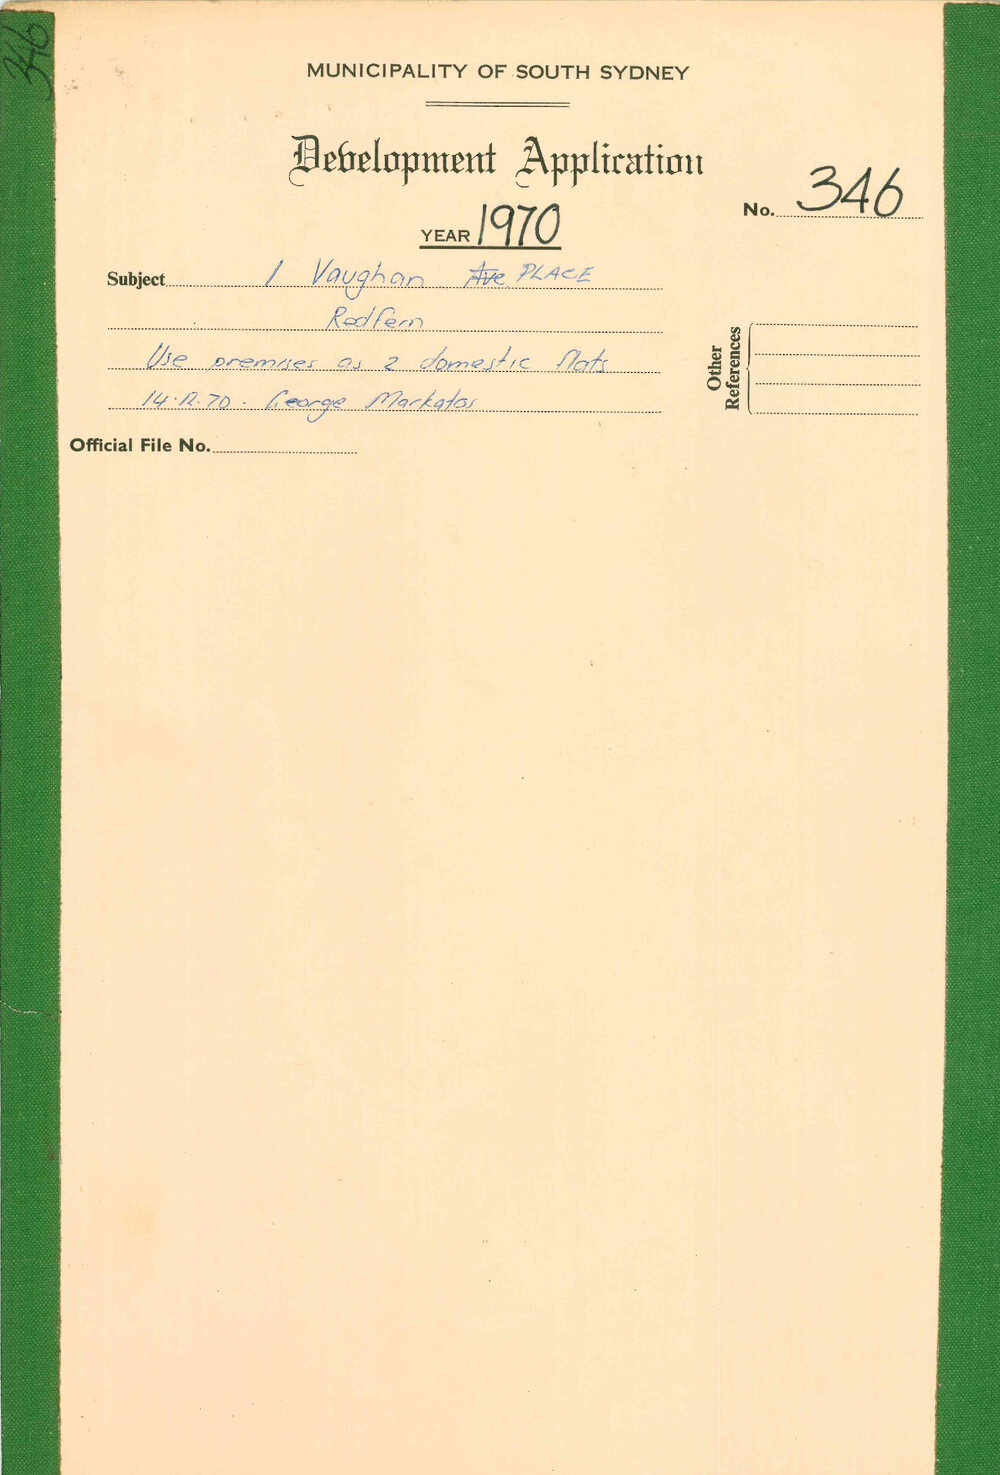 346
MUNICIPALITY OF SOUTH SYDNEY
Development Application
No. 346
YEAR 1970
Subject 1 Vaughan Ave PLACE
Redfern
Use premises as 2 domestic flats
14.12.70. George Markatos
Other References
Official File No.